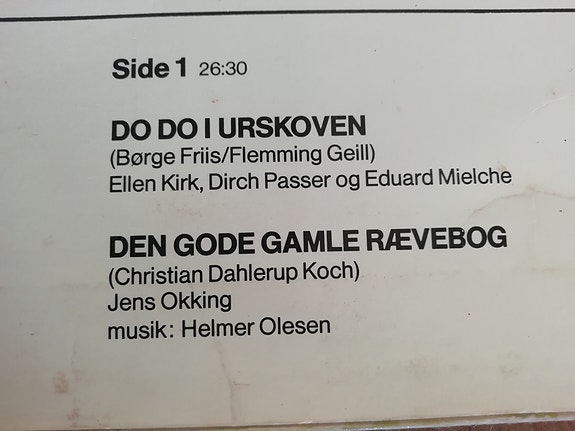 Side 1 26:30
DO DO I URSKOVEN
(Børge Friis/Flemming Geill)
Ellen Kirk, Dirch Passer og Eduard Mielche
DEN GODE GAMLE RÆVEBOG
(Christian Dahlerup Koch)
Jens Okking
musik: Helmer Olesen